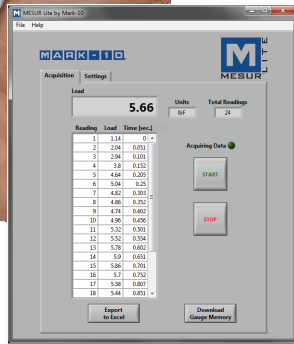 MESUR Lite by Mark-10
File Help
MARK-10
M
MESUR
LITE
Acquisition Settings
Load
5.66
Units
lbF
Total Readings
24
Reading Load Time [sec.]
1 1.14 0
2 2.04 0.051
3 2.94 0.101
4 3.8 0.152
5 4.64 0.205
6 5.04 0.25
7 4.82 0.303
8 4.86 0.352
9 4.74 0.402
10 4.96 0.456
11 5.32 0.501
12 5.52 0.554
13 5.78 0.602
14 5.9 0.651
15 5.86 0.701
16 5.7 0.752
17 5.58 0.807
18 5.44 0.851
Acquiring Data
START
STOP
Export
to Excel
Download
Gauge Memory